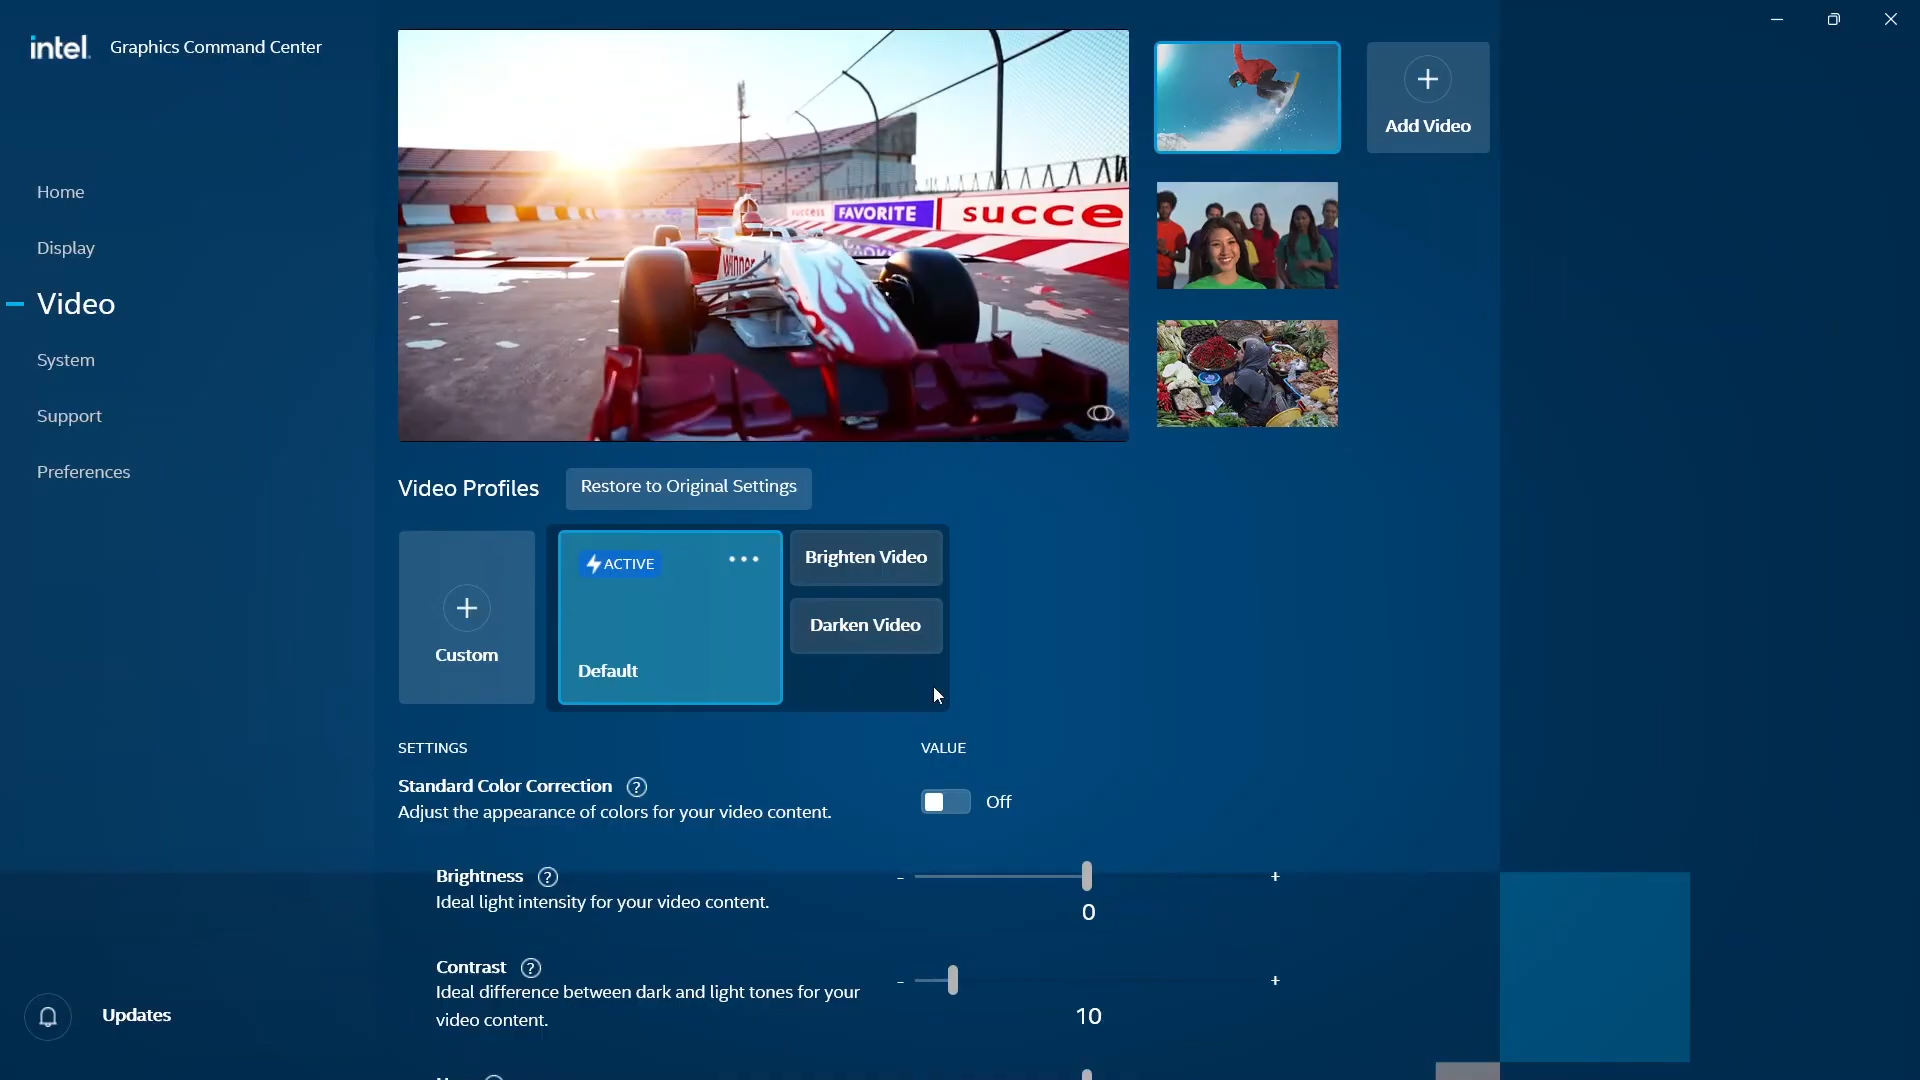 intel. Graphics Command Center
Home
Display
Video
System
Support
Preferences
Updates
success FAVORITE succe
Winner
Add Video
Video Profiles
Restore to Original Settings
Custom
ACTIVE
Default
Brighten Video
Darken Video
SETTINGS VALUE
Standard Color Correction ?
Adjust the appearance of colors for your video content.
Off
Brightness ?
Ideal light intensity for your video content.
- +
0
Contrast ?
Ideal difference between dark and light tones for your
video content.
- +
10